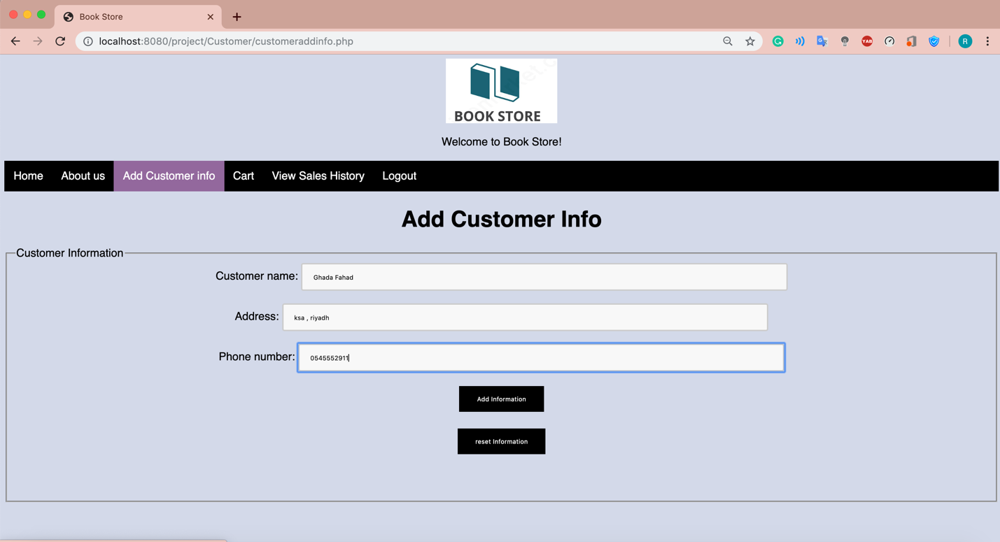 Book Store
localhost:8080/project/Customer/customeraddinfo.php
YAB
R
BOOK STORE
Welcome to Book Store!
Home About us Add Customer info Cart View Sales History Logout
Add Customer Info
Customer Information
Customer name: Ghada Fahad
Address: ksa , riyadh
Phone number: 0545552911
Add Information
reset Information